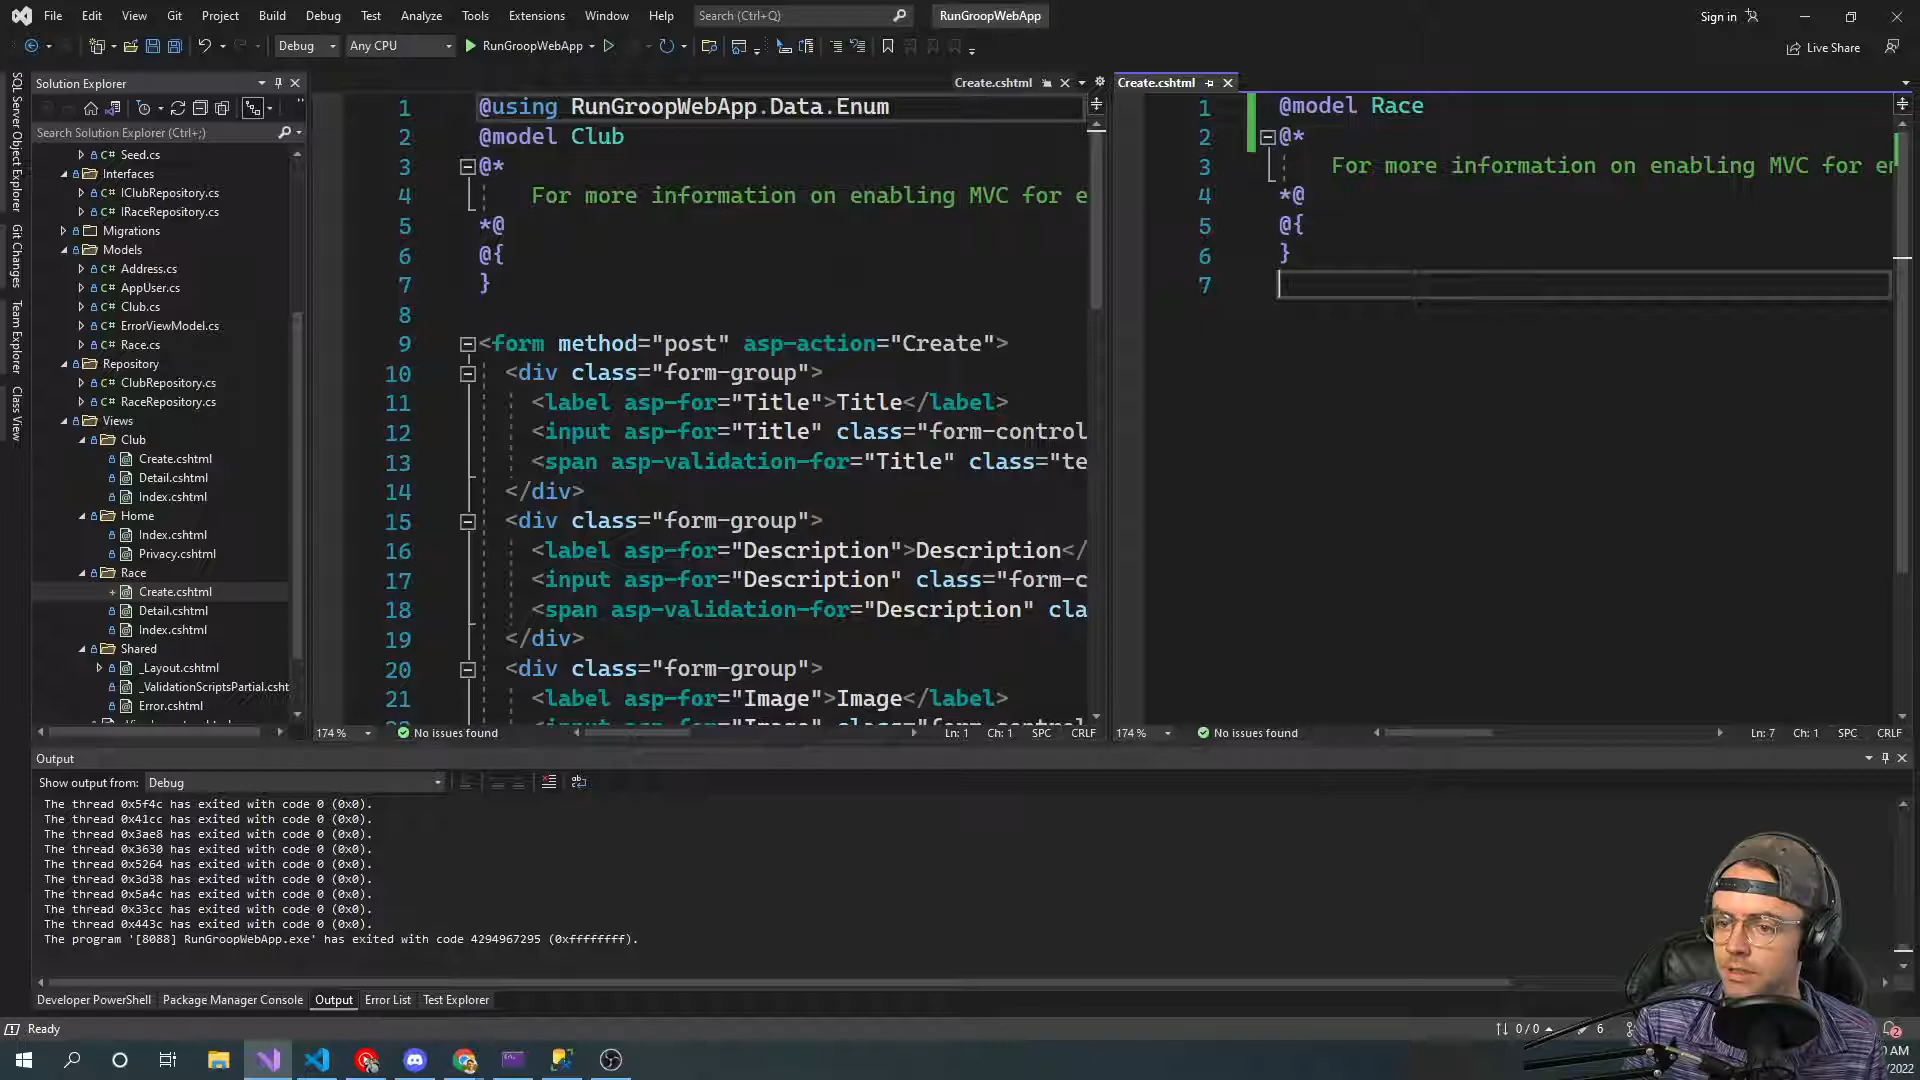 File Edit View Git Project Build Debug Test Analyze Tools Extensions Window Help Search (Ctrl+Q) RunGroopWebApp Sign in
Debug Any CPU RunGroopWebApp Live Share
SQL Server Object Explorer
Git Changes
Team Explorer
Class View
Solution Explorer
Search Solution Explorer (Ctrl+;)
C# Seed.cs
Interfaces
C# IClubRepository.cs
C# IRaceRepository.cs
Migrations
Models
C# Address.cs
C# AppUser.cs
C# Club.cs
C# ErrorViewModel.cs
C# Race.cs
Repository
C# ClubRepository.cs
C# RaceRepository.cs
Views
Club
Create.cshtml
Detail.cshtml
Index.cshtml
Home
Index.cshtml
Privacy.cshtml
Race
Create.cshtml
Detail.cshtml
Index.cshtml
Shared
_Layout.cshtml
_ValidationScriptsPartial.csht
Error.cshtml
Create.cshtml
1 @using RunGroopWebApp.Data.Enum
2 @model Club
3 @*
4 For more information on enabling MVC for e
5 *@
6 @{
7 }
8
9 <form method="post" asp-action="Create">
10 <div class="form-group">
11 <label asp-for="Title">Title</label>
12 <input asp-for="Title" class="form-control
13 <span asp-validation-for="Title" class="te
14 </div>
15 <div class="form-group">
16 <label asp-for="Description">Description</
17 <input asp-for="Description" class="form-c
18 <span asp-validation-for="Description" cla
19 </div>
20 <div class="form-group">
21 <label asp-for="Image">Image</label>
174 % No issues found Ln: 1 Ch: 1 SPC CRLF
Create.cshtml
1 @model Race
2 @*
3 For more information on enabling MVC for em
4 *@
5 @{
6 }
7
174 % No issues found Ln: 7 Ch: 1 SPC CRLF
Output
Show output from: Debug
The thread 0x5f4c has exited with code 0 (0x0).
The thread 0x41cc has exited with code 0 (0x0).
The thread 0x3ae8 has exited with code 0 (0x0).
The thread 0x3630 has exited with code 0 (0x0).
The thread 0x5264 has exited with code 0 (0x0).
The thread 0x3d38 has exited with code 0 (0x0).
The thread 0x5a4c has exited with code 0 (0x0).
The thread 0x33cc has exited with code 0 (0x0).
The thread 0x443c has exited with code 0 (0x0).
The program '[8088] RunGroopWebApp.exe' has exited with code 4294967295 (0xffffffff).
Developer PowerShell Package Manager Console Output Error List Test Explorer
Ready 0 / 0 6 2
0 AM
/2022